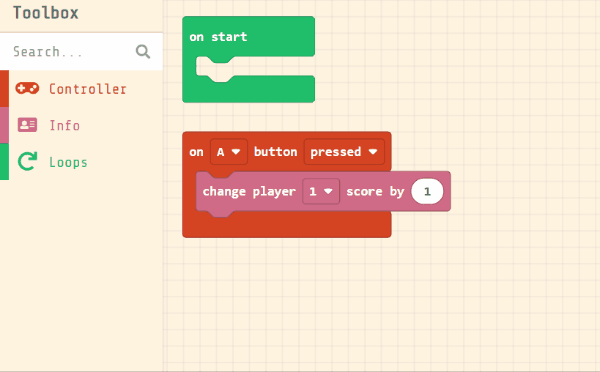 Toolbox
Search...
Controller
Info
Loops
on start
on A button pressed
change player 1 score by 1